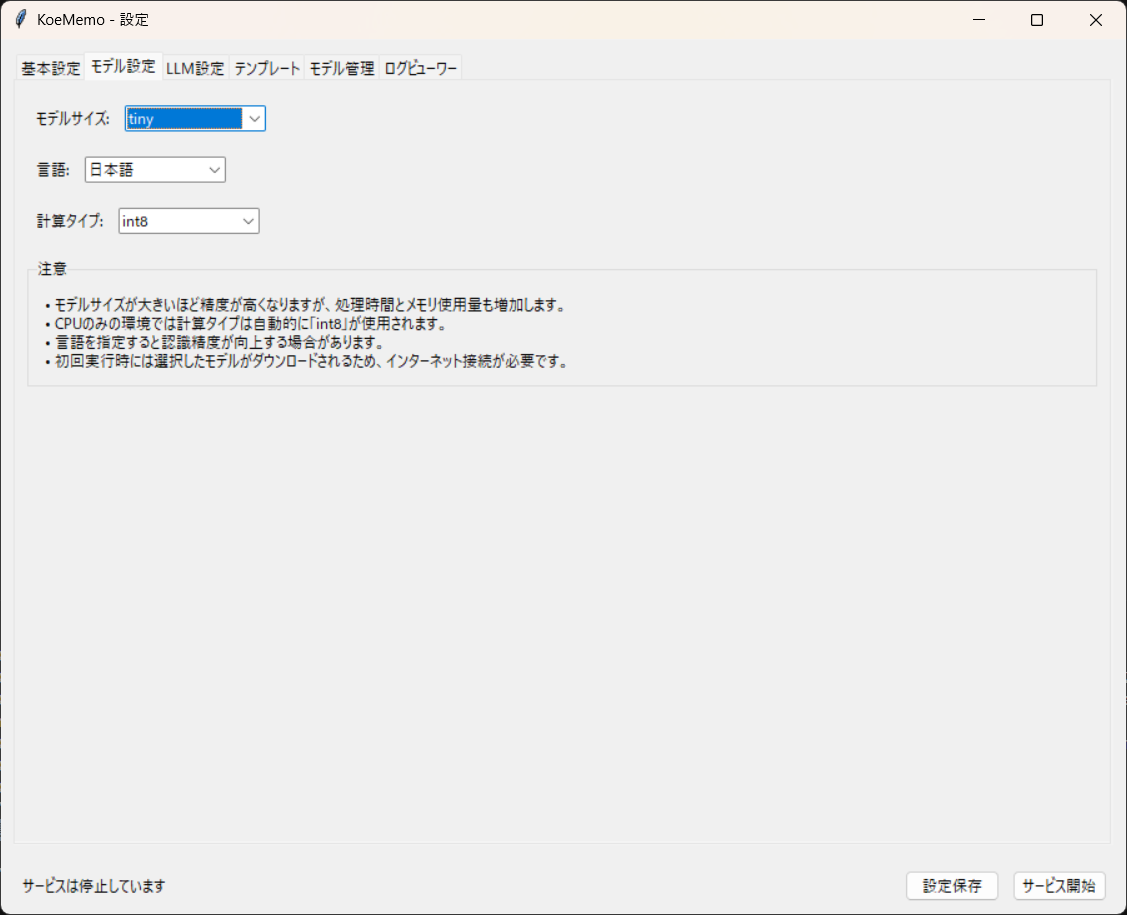 KoeMemo - 設定
基本設定 モデル設定 LLM設定 テンプレート モデル管理 ログビューワー
モデルサイズ: tiny
言語: 日本語
計算タイプ: int8
注意
• モデルサイズが大きいほど精度が高くなりますが、処理時間とメモリ使用量も増加します。
• CPUのみの環境では計算タイプは自動的に「int8」が使用されます。
• 言語を指定すると認識精度が向上する場合があります。
• 初回実行時には選択したモデルがダウンロードされるため、インターネット接続が必要です。
サービスは停止しています 設定保存 サービス開始